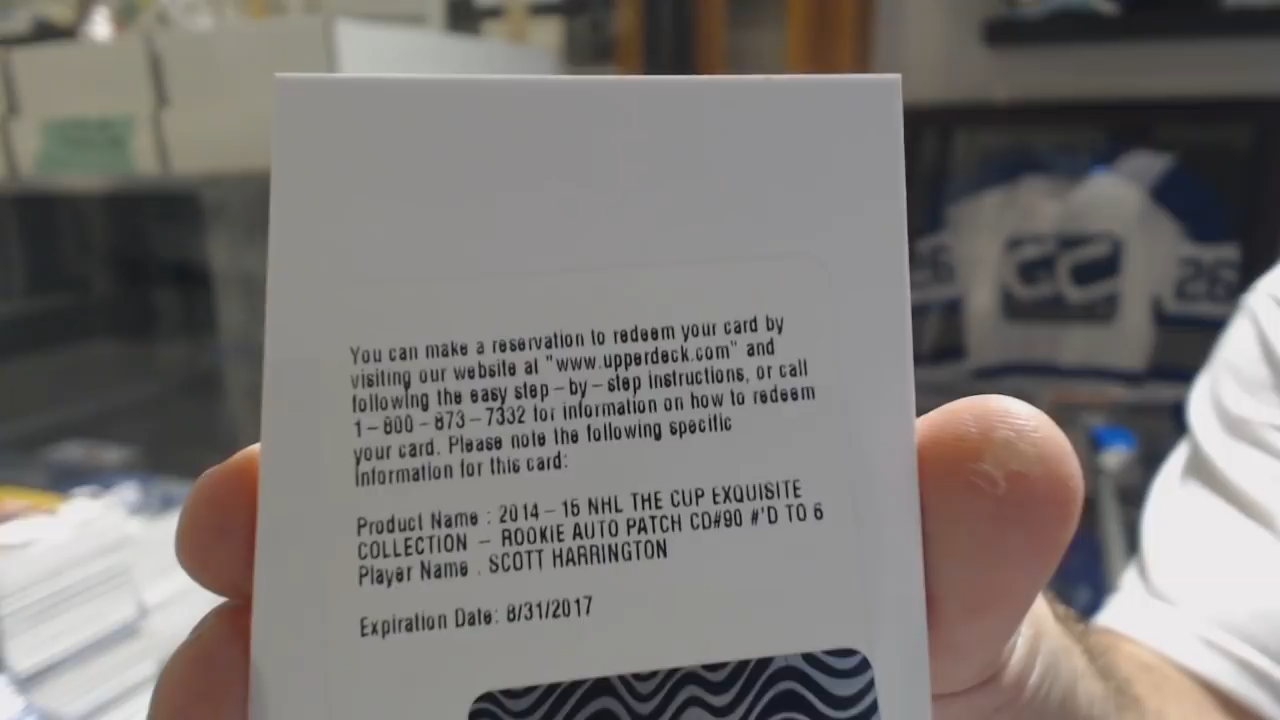 You can make a reservation to redeem your card by
visiting our website at "www.upperdeck.com" and
following the easy step-by-step instructions, or call
1-800-873-7332 for information on how to redeem
your card. Please note the following specific
information for this card:
Product Name : 2014-15 NHL THE CUP EXQUISITE
COLLECTION - ROOKIE AUTO PATCH CD#90 #'D TO 6
Player Name . SCOTT HARRINGTON
Expiration Date: 8/31/2017
GC
26
26